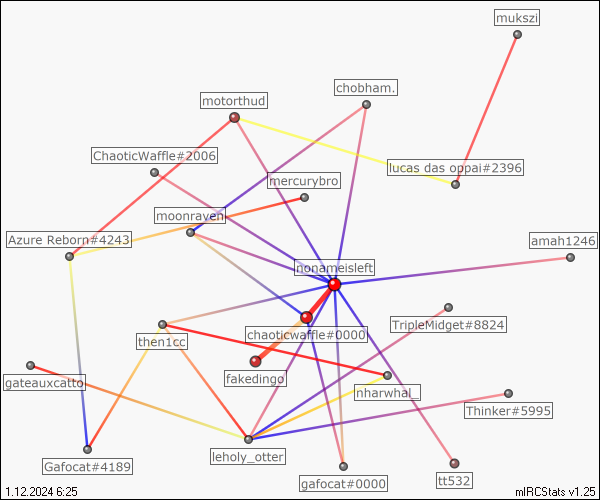 mukszi
chobham.
motorthud
ChaoticWaffle#2006
lucas das oppai#2396
mercurybro
moonraven
Azure Reborn#4243
amah1246
nonameisleft
chaoticwaffle#0000
TripleMidget#8824
then1cc
fakedingo
gateauxcatto
nharwhal_
Thinker#5995
leholy_otter
Gafocat#4189
gafocat#0000
tt532
1.12.2024 6:25
mIRCStats v1.25